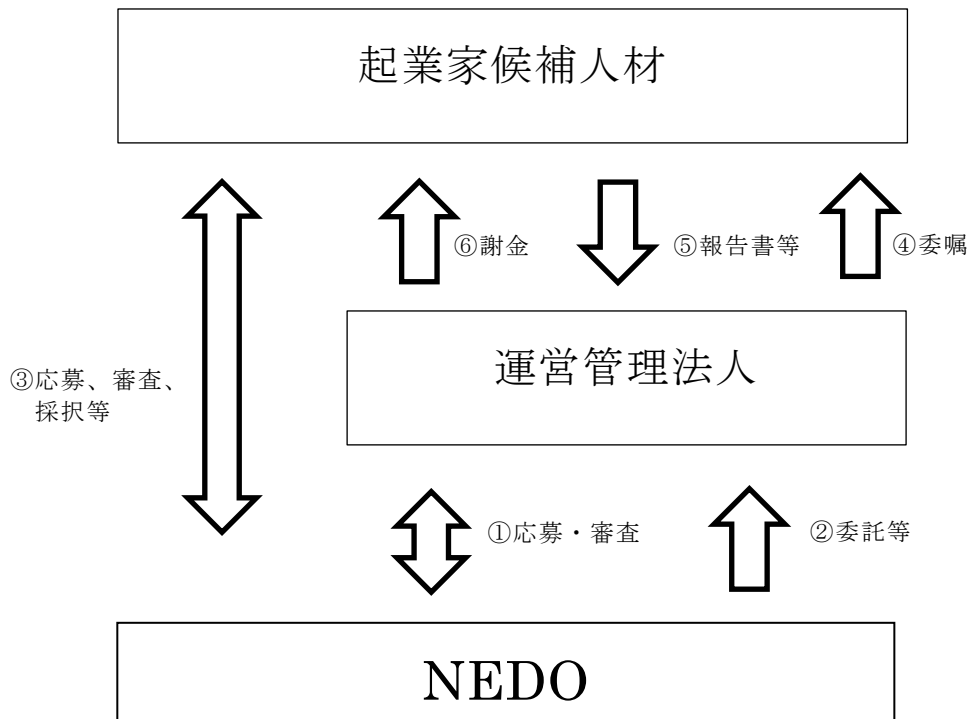 起業家候補人材
⑥謝金
⑤報告書等
④委嘱
運営管理法人
③応募、審査、
採択等
①応募・審査
②委託等
NEDO